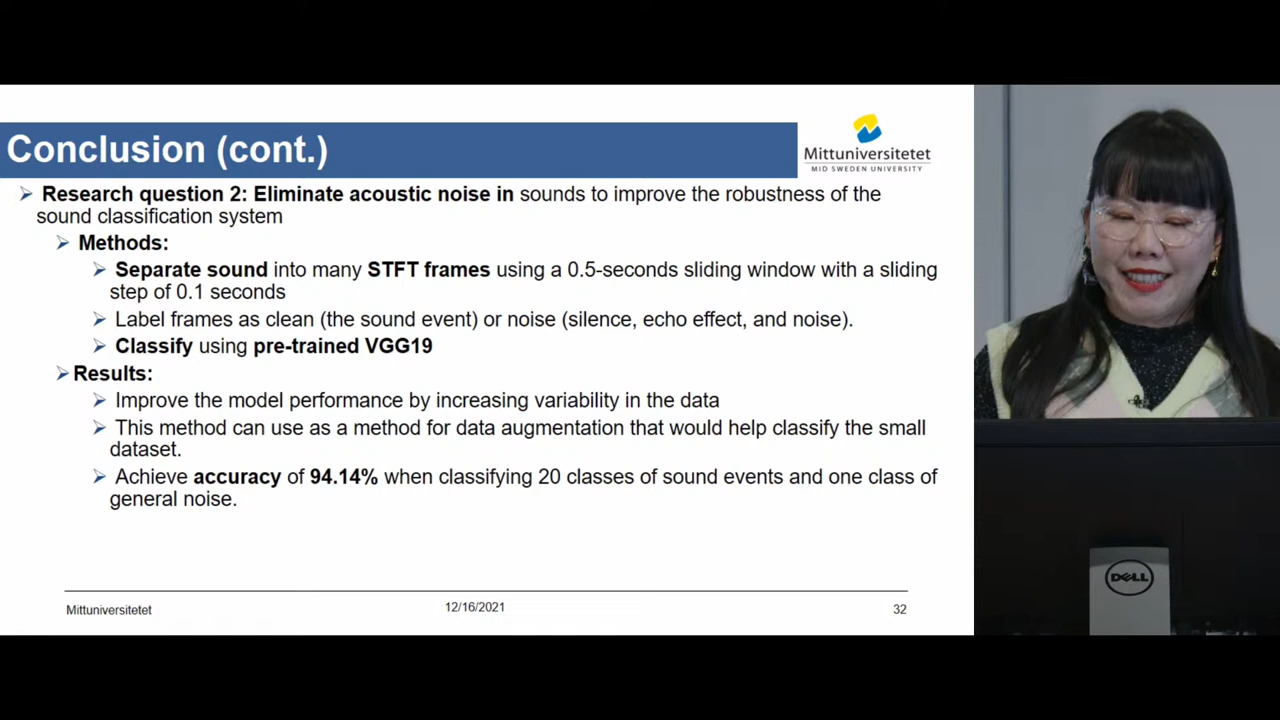 Conclusion (cont.)
Mittuniversitetet
MID SWEDEN UNIVERSITY
Research question 2: Eliminate acoustic noise in sounds to improve the robustness of the
sound classification system
Methods:
Separate sound into many STFT frames using a 0.5-seconds sliding window with a sliding
step of 0.1 seconds
Label frames as clean (the sound event) or noise (silence, echo effect, and noise).
Classify using pre-trained VGG19
Results:
Improve the model performance by increasing variability in the data
This method can use as a method for data augmentation that would help classify the small
dataset.
Achieve accuracy of 94.14% when classifying 20 classes of sound events and one class of
general noise.
Mittuniversitetet
12/16/2021
32
DELL